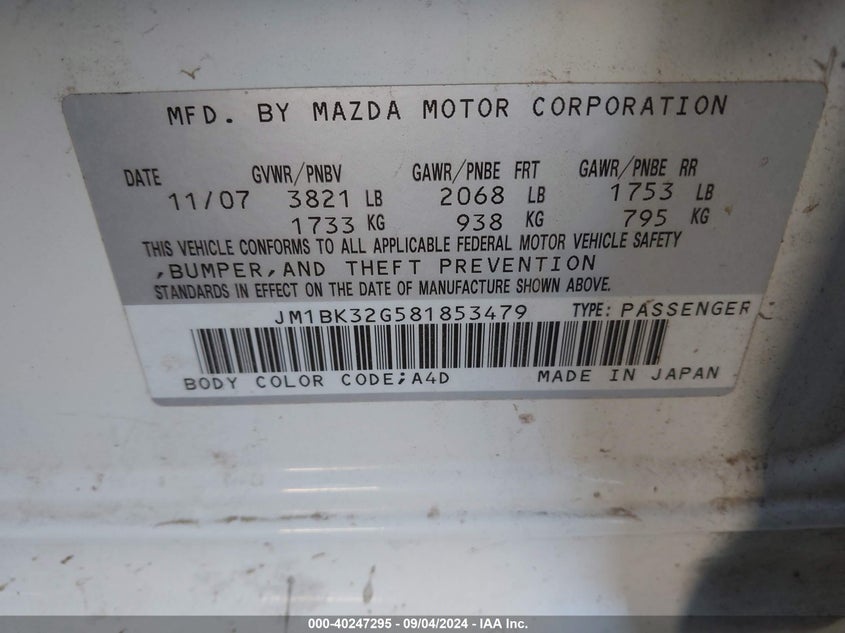 MFD. BY MAZDA MOTOR CORPORATION
DATE GVWR/PNBV GAWR/PNBE FRT GAWR/PNBE RR
11/07 3821 LB 2068 LB 1753 LB
1733 KG 938 KG 795 KG
THIS VEHICLE CONFORMS TO ALL APPLICABLE FEDERAL MOTOR VEHICLE SAFETY
,BUMPER,AND THEFT PREVENTION
STANDARDS IN EFFECT ON THE DATE OF MANUFACTURE SHOWN ABOVE.
JM1BK32G581853479 TYPE: PASSENGER
BODY COLOR CODE;A4D MADE IN JAPAN
000-40247295 - 09/04/2024 - IAA Inc.